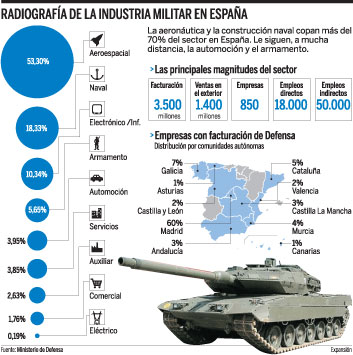 RADIOGRAFÍA DE LA INDUSTRIA MILITAR EN ESPAÑA
La aeronáutica y la construcción naval copan más del
70% del sector en España. Le siguen, a mucha
distancia, la automoción y el armamento.
Aeroespacial
53,30%
Naval
18,33%
Electrónico /Inf.
10,34%
Armamento
5,65%
Automoción
3,95%
Servicios
3,85%
Auxiliar
2,63%
Comercial
1,76%
Eléctrico
0,19%
Las principales magnitudes del sector
Facturación
3.500
millones
Ventas en
el exterior
1.400
millones
Empresas
850
Empleos
directos
18.000
Empleos
indirectos
50.000
Empresas con facturación de Defensa
Distribución por comunidades autónomas
7%
Galicia
1%
Asturias
2%
Castilla y León
60%
Madrid
3%
Andalucía
5%
Cataluña
2%
Valencia
3%
Castilla La Mancha
4%
Murcia
1%
Canarias
Fuente: Ministerio de Defensa
Expansión